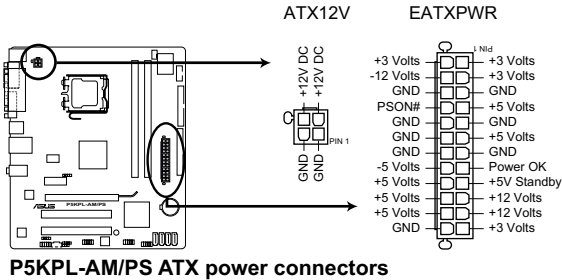 ATX12V
EATXPWR
+12V DC
+12V DC
PIN 1
GND
GND
PIN 1
+3 Volts +3 Volts
-12 Volts +3 Volts
GND GND
PSON# +5 Volts
GND GND
GND +5 Volts
GND GND
-5 Volts Power OK
+5 Volts +5V Standby
+5 Volts +12 Volts
+5 Volts +12 Volts
GND +3 Volts
P5KPL-AM/PS
ASUS
P5KPL-AM/PS ATX power connectors